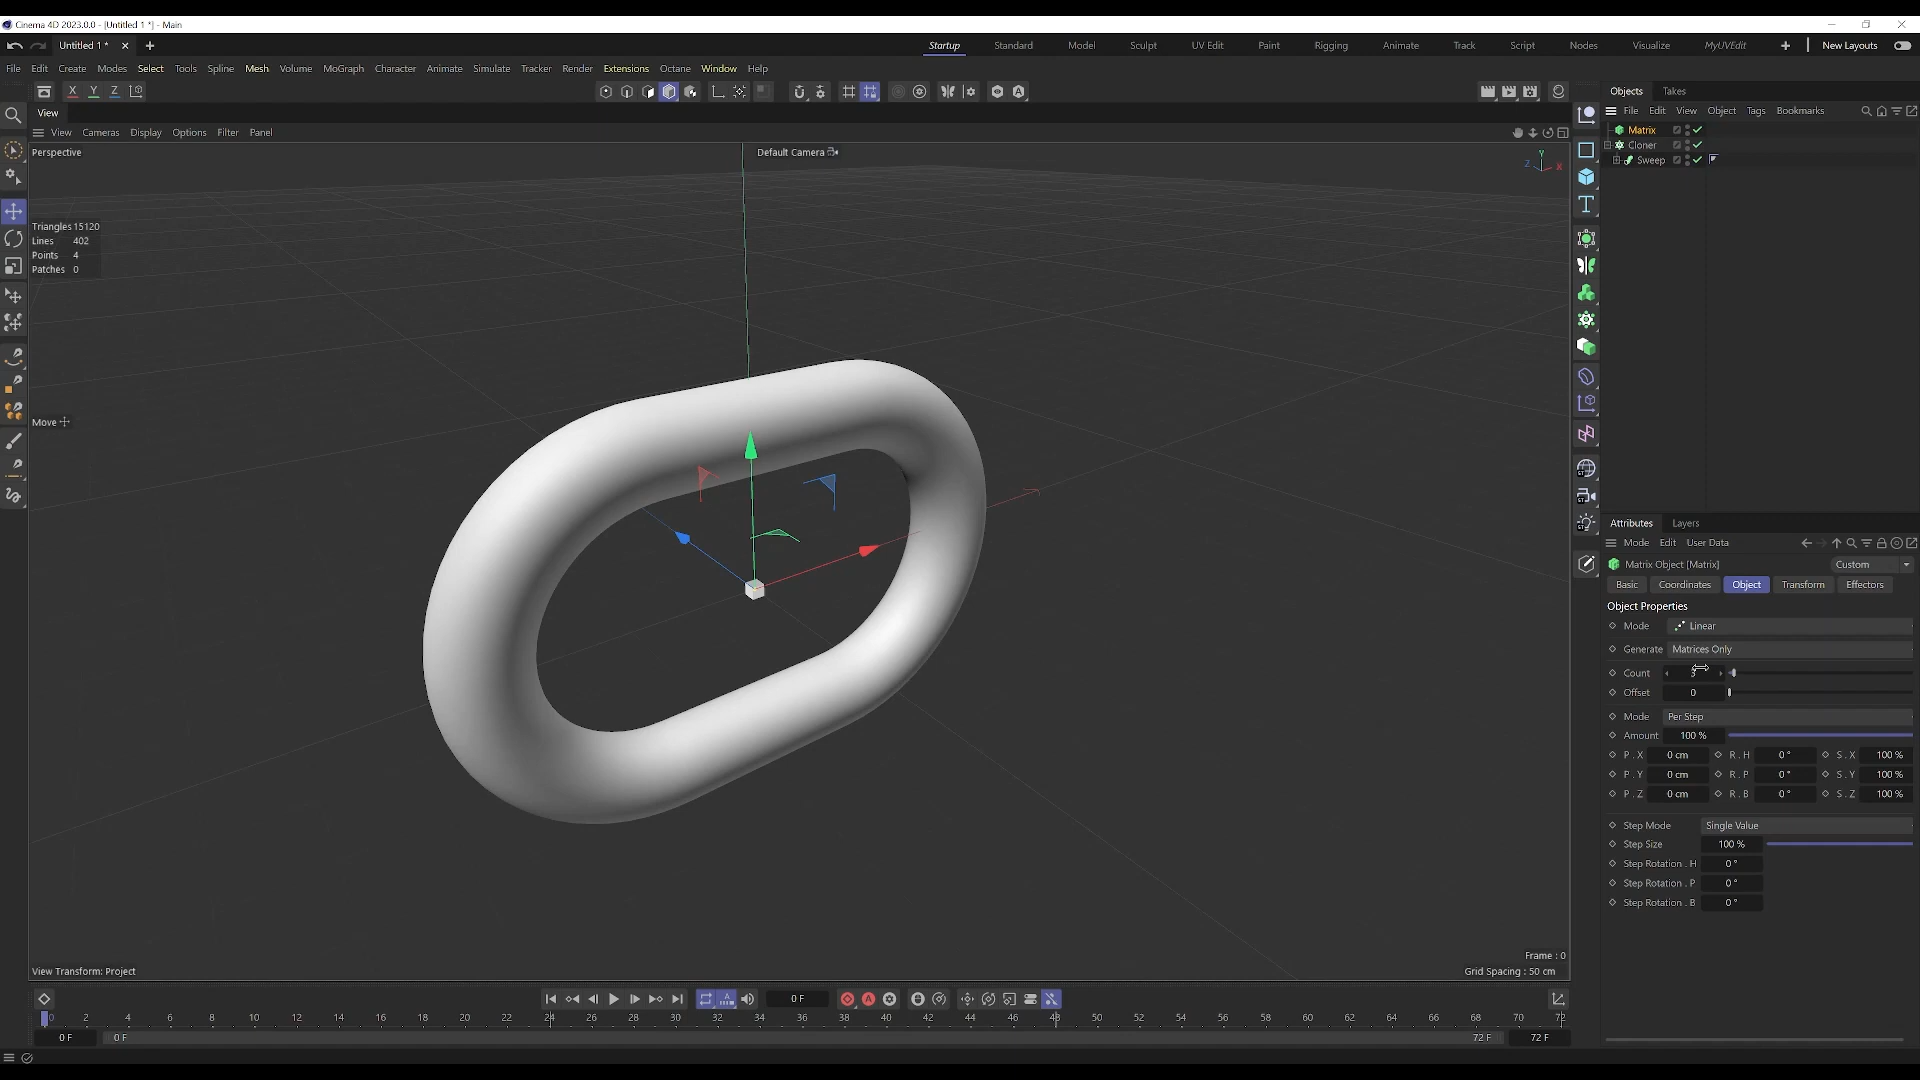 Cinema 4D 2023.0.0 - [Untitled 1 *] - Main
Untitled 1 *
Startup Standard Model Sculpt UV Edit Paint Rigging Animate Track Script Nodes Visualize MyUVEdit New Layouts
File Edit Create Modes Select Tools Spline Mesh Volume MoGraph Character Animate Simulate Tracker Render Extensions Octane Window Help
X Y Z
Objects Takes
View
File Edit View Object Tags Bookmarks
View Cameras Display Options Filter Panel
Matrix
Cloner
Sweep
Perspective
Default Camera
Y
Z X
Triangles 15120
Lines 402
Points 4
Patches 0
Move
Attributes Layers
Mode Edit User Data
Matrix Object [Matrix]
Custom
Basic Coordinates Object Transform Effectors
Object Properties
Mode Linear
Generate Matrices Only
Count
Offset 0
Mode Per Step
Amount 100 %
P . X 0 cm R . H 0 ° S . X 100 %
P . Y 0 cm R . P 0 ° S . Y 100 %
P . Z 0 cm R . B 0 ° S . Z 100 %
Step Mode Single Value
Step Size 100 %
Step Rotation . H 0 °
Step Rotation . P 0 °
Step Rotation . B 0 °
View Transform: Project
Frame : 0
Grid Spacing : 50 cm
0 F
0 2 4 6 8 10 12 14 16 18 20 22 24 26 28 30 32 34 36 38 40 42 44 46 48 50 52 54 56 58 60 62 64 66 68 70 72
0 F 0 F 72 F 72 F